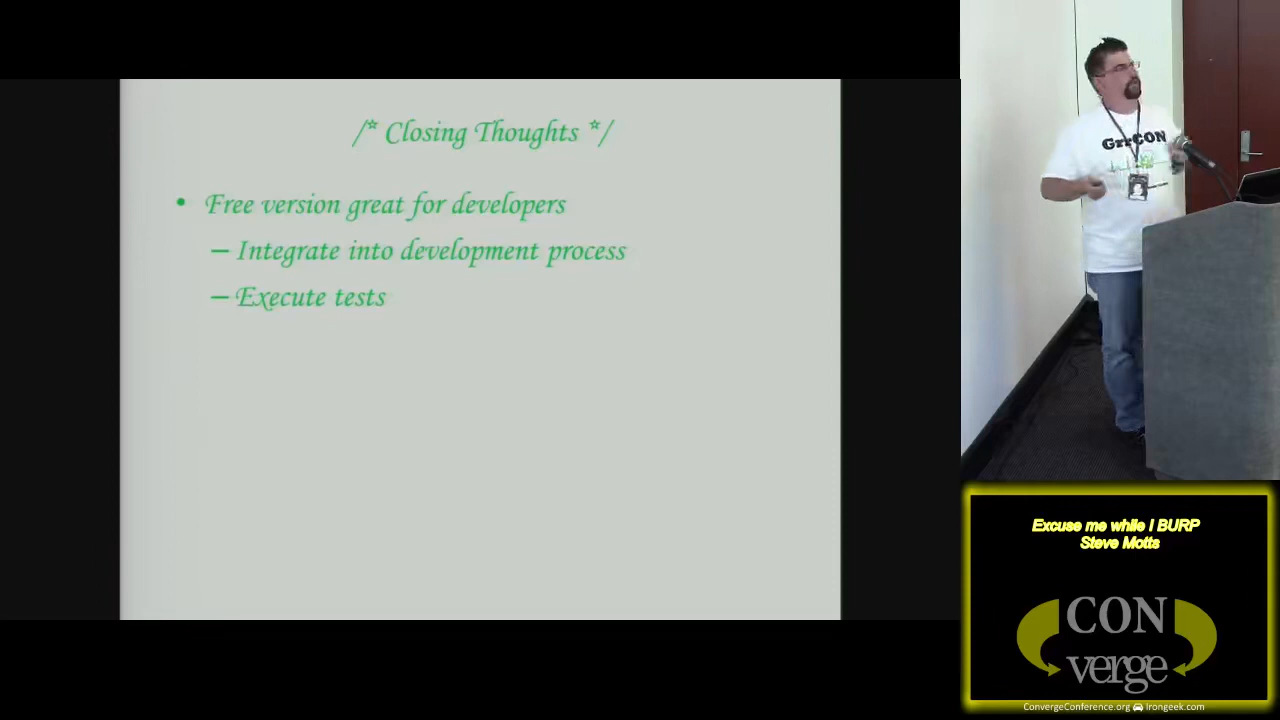 /* Closing Thoughts */
• Free version great for developers
– Integrate into development process
– Execute tests
GrrCON
Excuse me while I BURP
Steve Motts
CON
verge
ConvergeConference.org Irongeek.com